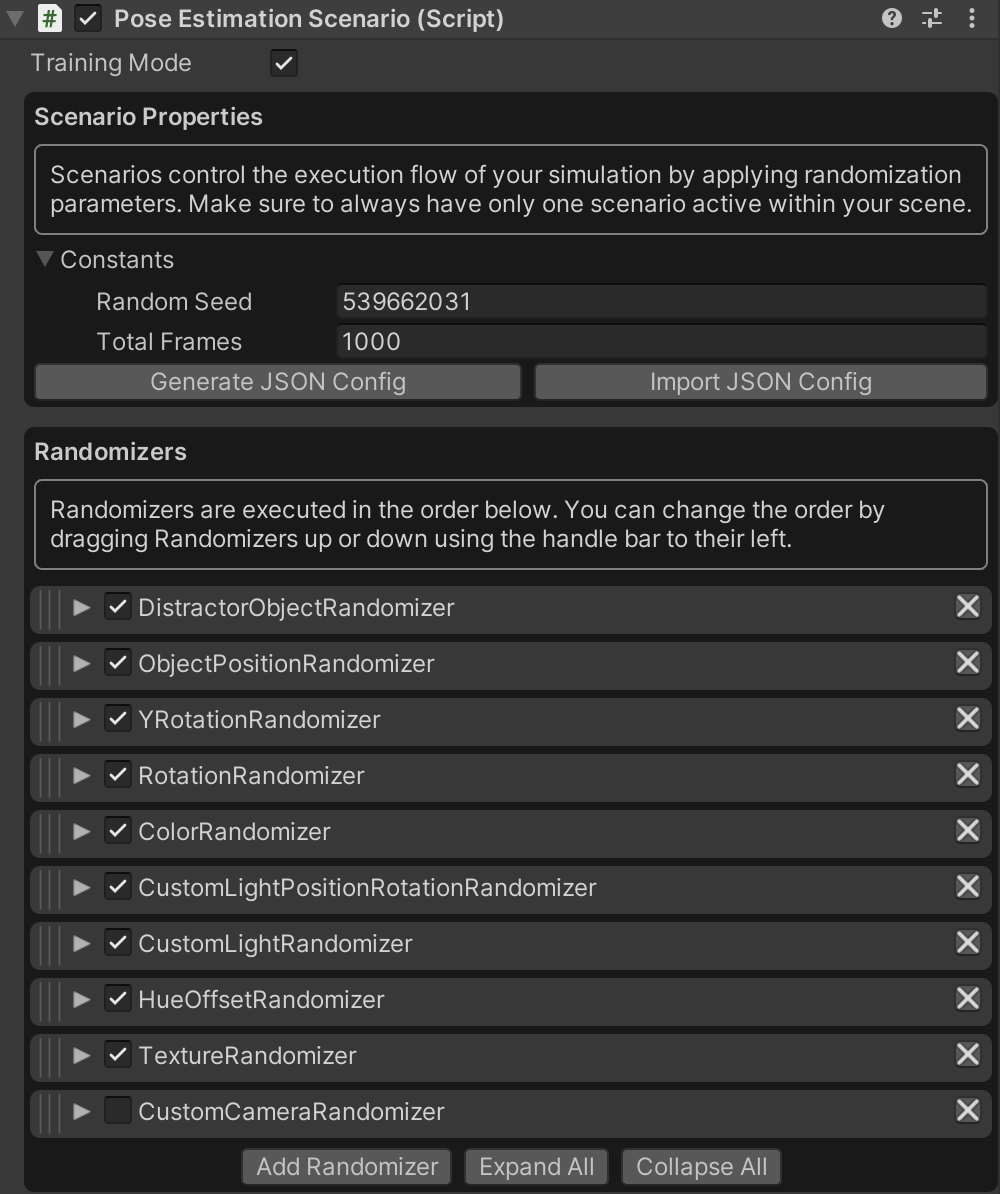 # Pose Estimation Scenario (Script)
Training Mode
Scenario Properties
Scenarios control the execution flow of your simulation by applying randomization
parameters. Make sure to always have only one scenario active within your scene.
Constants
Random Seed 539662031
Total Frames 1000
Generate JSON Config Import JSON Config
Randomizers
Randomizers are executed in the order below. You can change the order by
dragging Randomizers up or down using the handle bar to their left.
DistractorObjectRandomizer
ObjectPositionRandomizer
YRotationRandomizer
RotationRandomizer
ColorRandomizer
CustomLightPositionRotationRandomizer
CustomLightRandomizer
HueOffsetRandomizer
TextureRandomizer
CustomCameraRandomizer
Add Randomizer Expand All Collapse All